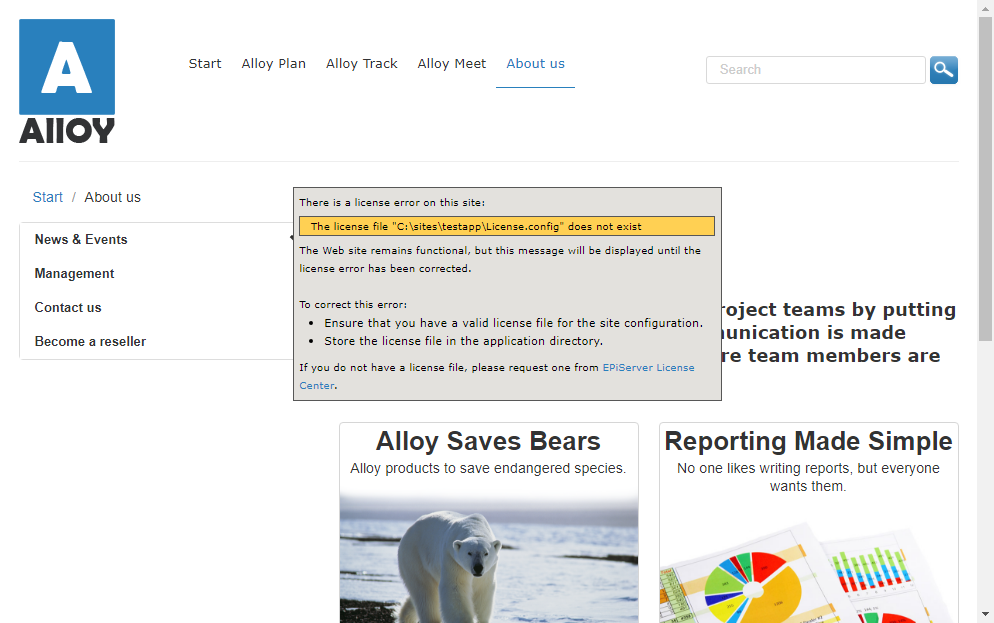 A
Alloy
Start Alloy Plan Alloy Track Alloy Meet About us
Search
Start / About us
News & Events
Management
Contact us
Become a reseller
There is a license error on this site:
The license file "C:\sites\testapp\License.config" does not exist
The Web site remains functional, but this message will be displayed until the
license error has been corrected.
To correct this error:
• Ensure that you have a valid license file for the site configuration.
• Store the license file in the application directory.
If you do not have a license file, please request one from EPiServer License
Center.
project teams by putting
is made
team members are
Alloy Saves Bears
Alloy products to save endangered species.
Reporting Made Simple
No one likes writing reports, but everyone
wants them.